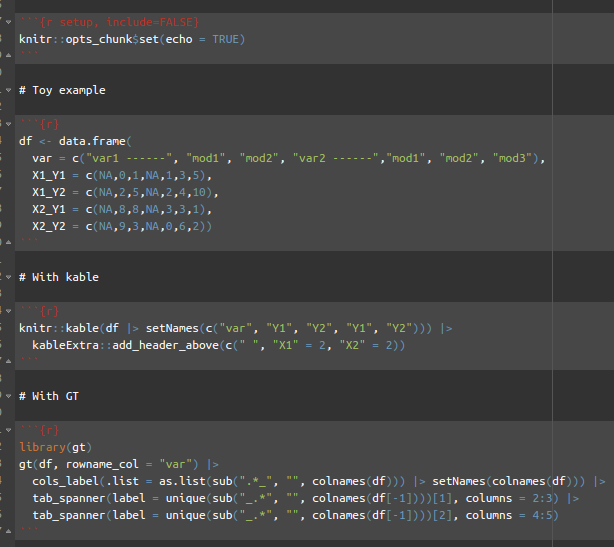 ```{r setup, include=FALSE}
knitr::opts_chunk$set(echo = TRUE)
```
# Toy example
```{r}
df <- data.frame(
  var = c("var1 ------", "mod1", "mod2", "var2 ------","mod1", "mod2", "mod3"),
  X1_Y1 = c(NA,0,1,NA,1,3,5),
  X1_Y2 = c(NA,2,5,NA,2,4,10),
  X2_Y1 = c(NA,8,8,NA,3,3,1),
  X2_Y2 = c(NA,9,3,NA,0,6,2))
```
# With kable
```{r}
knitr::kable(df |> setNames(c("var", "Y1", "Y2", "Y1", "Y2"))) |>
  kableExtra::add_header_above(c(" ", "X1" = 2, "X2" = 2))
```
# With GT
```{r}
library(gt)
gt(df, rowname_col = "var") |>
  cols_label(.list = as.list(sub(".*_", "", colnames(df))) |> setNames(colnames(df))) |>
  tab_spanner(label = unique(sub("_.*", "", colnames(df[-1])))[1], columns = 2:3) |>
  tab_spanner(label = unique(sub("_.*", "", colnames(df[-1])))[2], columns = 4:5)
```